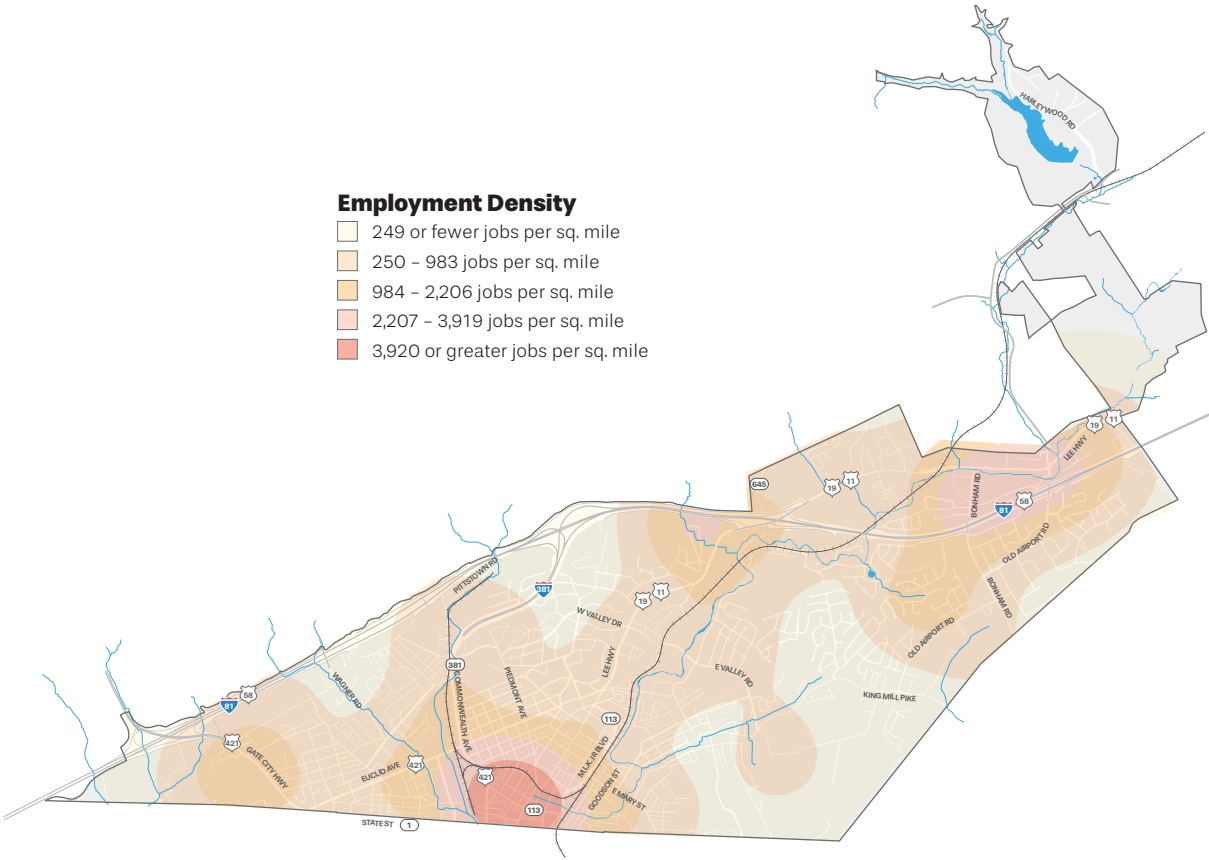 HARLEYWOOD RD
Employment Density
249 or fewer jobs per sq. mile
250 – 983 jobs per sq. mile
984 – 2,206 jobs per sq. mile
2,207 – 3,919 jobs per sq. mile
3,920 or greater jobs per sq. mile
19
11
LEE HWY
645
19
11
BONHAM RD
58
81
OLD AIRPORT RD
PITTSTOWN RD
381
19
11
W VALLEY DR
BONHAM RD
OLD AIRPORT RD
LEE HWY
381
E VALLEY RD
PIEDMONT AVE
COMMONWEALTH AVE
WAGNER RD
KING MILL PIKE
58
81
113
421
GATE CITY HWY
M.L.K. JR BLVD
EUCLID AVE
421
421
GOODSON ST
E MARY ST
113
STATE ST
1